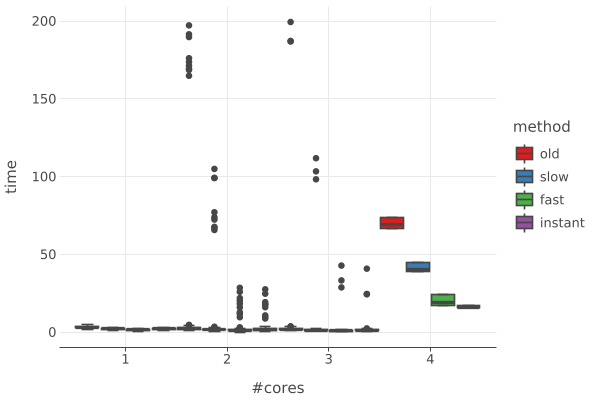 200
150
100
50
0
time
1 2 3 4
#cores
method
old
slow
fast
instant